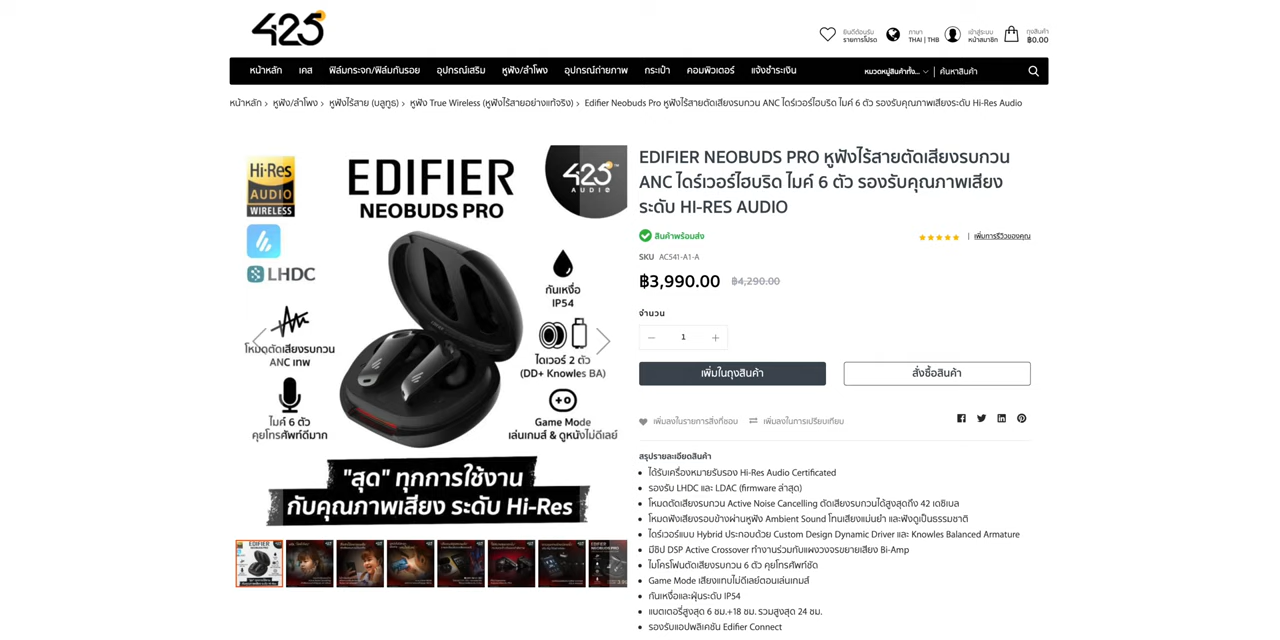 425
ยินดีต้อนรับ
รายการโปรด
ภาษา
THAI | THB
เข้าสู่ระบบ
หน้าสมาชิก
ถุงสินค้า
฿0.00
หน้าหลัก เคส ฟิล์มกระจก/ฟิล์มกันรอย อุปกรณ์เสริม หูฟัง/ลำโพง อุปกรณ์ถ่ายภาพ กระเป๋า คอมพิวเตอร์ แจ้งชำระเงิน หมวดหมู่สินค้าทั้ง... | ค้นหาสินค้า
หน้าหลัก › หูฟัง/ลำโพง › หูฟังไร้สาย (บลูทูธ) › หูฟัง True Wireless (หูฟังไร้สายอย่างแท้จริง) › Edifier Neobuds Pro หูฟังไร้สายตัดเสียงรบกวน ANC ไดร์เวอร์ไฮบริด ไมค์ 6 ตัว รองรับคุณภาพเสียงระดับ Hi-Res Audio
Hi-Res
AUDIO
WIRELESS
LHDC
EDIFIER
NEOBUDS PRO
425
AUDIO
กันเหงื่อ
IP54
โหมดตัดเสียงรบกวน
ANC เทพ
ไดเวอร์ 2 ตัว
(DD+ Knowles BA)
ไมค์ 6 ตัว
คุยโทรศัพท์ดีมาก
Game Mode
เล่นเกมส์ & ดูหนังไม่ดีเลย์
"สุด" ทุกการใช้งาน
กับคุณภาพเสียง ระดับ Hi-Res
EDIFIER NEOBUDS PRO หูฟังไร้สายตัดเสียงรบกวน
ANC ไดร์เวอร์ไฮบริด ไมค์ 6 ตัว รองรับคุณภาพเสียง
ระดับ HI-RES AUDIO
สินค้าพร้อมส่ง
| เพิ่มการรีวิวของคุณ
SKU AC541-A1-A
฿3,990.00 ฿4,290.00
จำนวน
1
เพิ่มในถุงสินค้า สั่งซื้อสินค้า
เพิ่มลงในรายการสิ่งที่ชอบ เพิ่มลงในการเปรียบเทียบ
สรุปรายละเอียดสินค้า
ได้รับเครื่องหมายรับรอง Hi-Res Audio Certificated
รองรับ LHDC และ LDAC (firmware ล่าสุด)
โหมดตัดเสียงรบกวน Active Noise Cancelling ตัดเสียงรบกวนได้สูงสุดถึง 42 เดซิเบล
โหมดฟังเสียงรอบข้างผ่านหูฟัง Ambient Sound โทนเสียงแม่นยำ และฟังดูเป็นธรรมชาติ
ไดร์เวอร์แบบ Hybrid ประกอบด้วย Custom Design Dynamic Driver และ Knowles Balanced Armature
มีชิป DSP Active Crossover ทำงานร่วมกับแผงวงจรขยายเสียง Bi-Amp
ไมโครโฟนตัดเสียงรบกวน 6 ตัว คุยโทรศัพท์ชัด
Game Mode เสียงแทบไม่ดีเลย์ตอนเล่นเกมส์
กันเหงื่อและฝุ่นระดับ IP54
แบตเตอรี่สูงสุด 6 ชม.+18 ชม. รวมสูงสุด 24 ชม.
รองรับแอปพลิเคชัน Edifier Connect